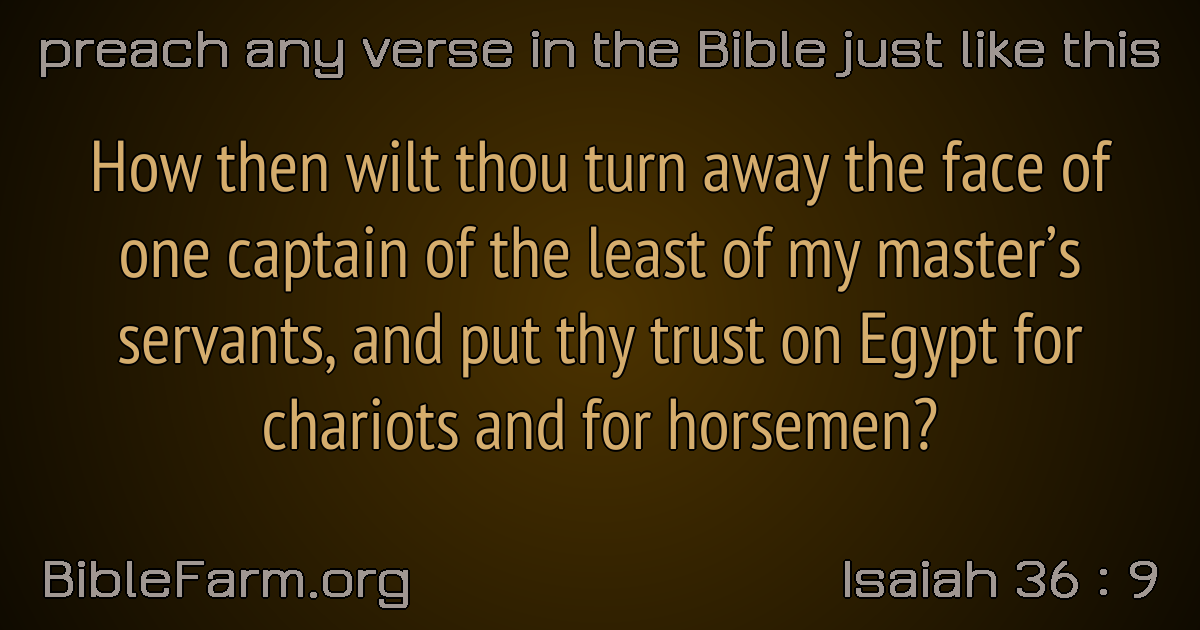 preach any verse in the Bible just like this
How then wilt thou turn away the face of
one captain of the least of my master’s
servants, and put thy trust on Egypt for
chariots and for horsemen?
BibleFarm.org
Isaiah 36 : 9